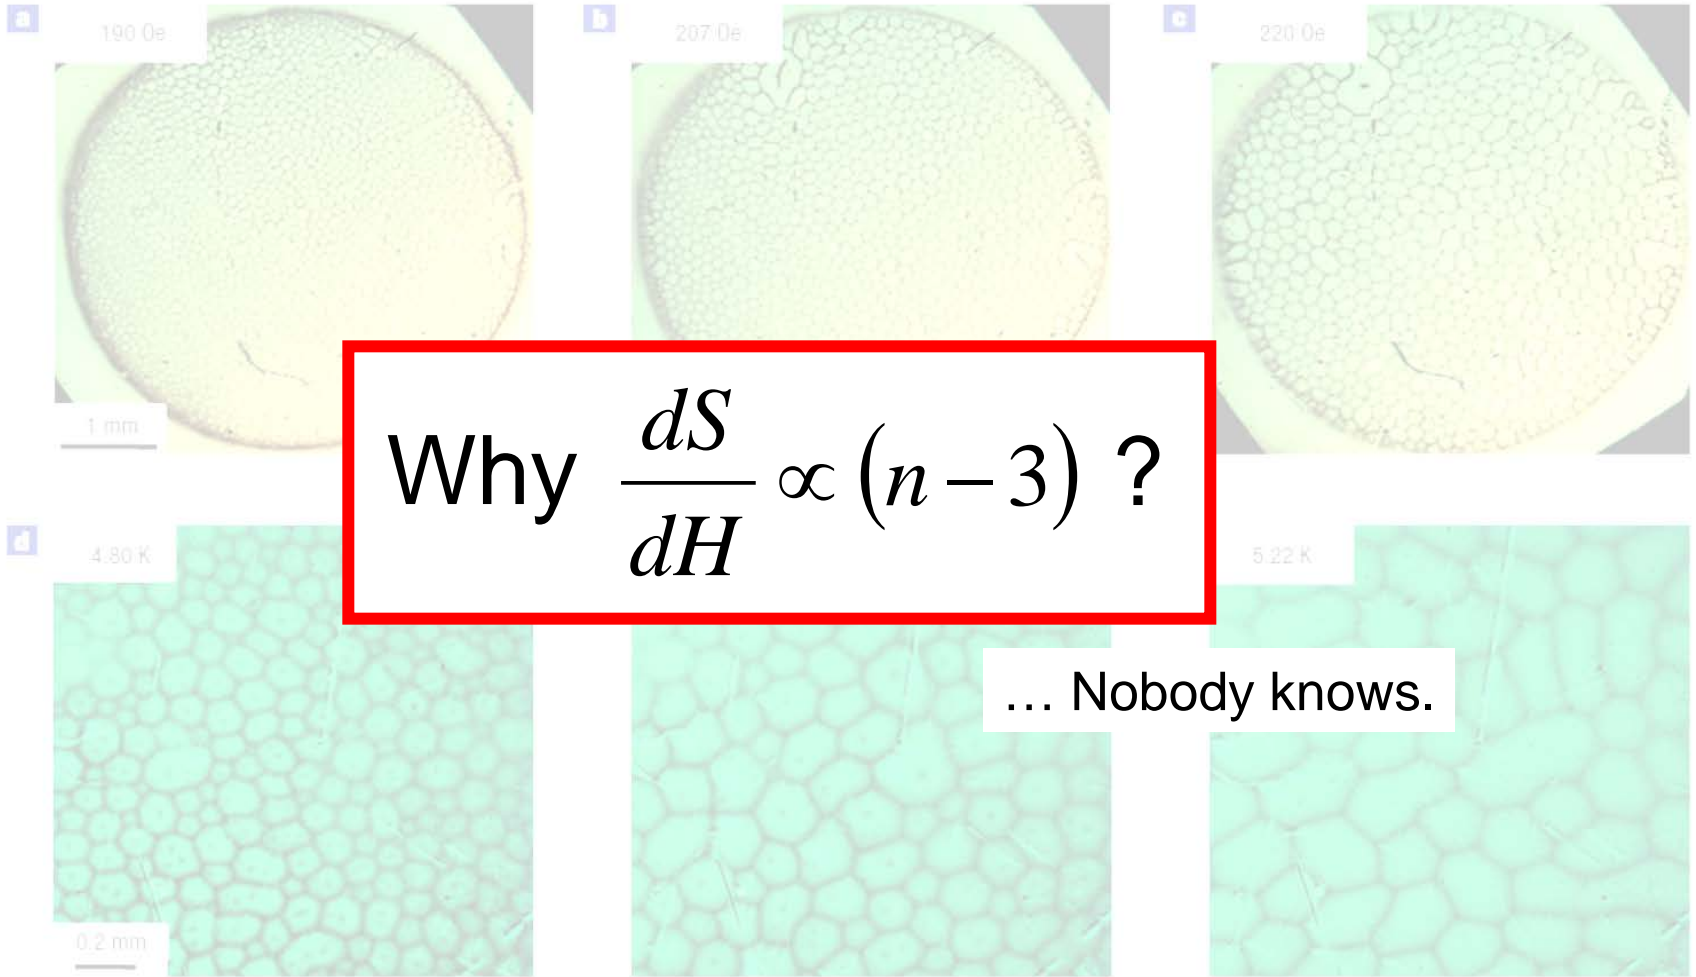 a 190 Oe b 207 Oe c 220 Oe
1 mm
Why dS/dH ∝ (n − 3) ?
d 4.80 K 5.22 K
… Nobody knows.
0.2 mm